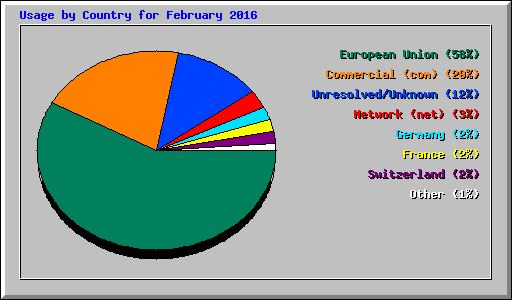 Usage by Country for February 2016
European Union (58%)
Commercial (com) (20%)
Unresolved/Unknown (12%)
Network (net) (3%)
Germany (2%)
France (2%)
Switzerland (2%)
Other (1%)